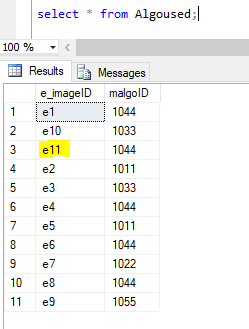 select * from Algoused;
100 %
Results Messages
e_imageID malgoID
1 e1 1044
2 e10 1033
3 e11 1044
4 e2 1011
5 e3 1033
6 e4 1044
7 e5 1011
8 e6 1044
9 e7 1022
10 e8 1044
11 e9 1055